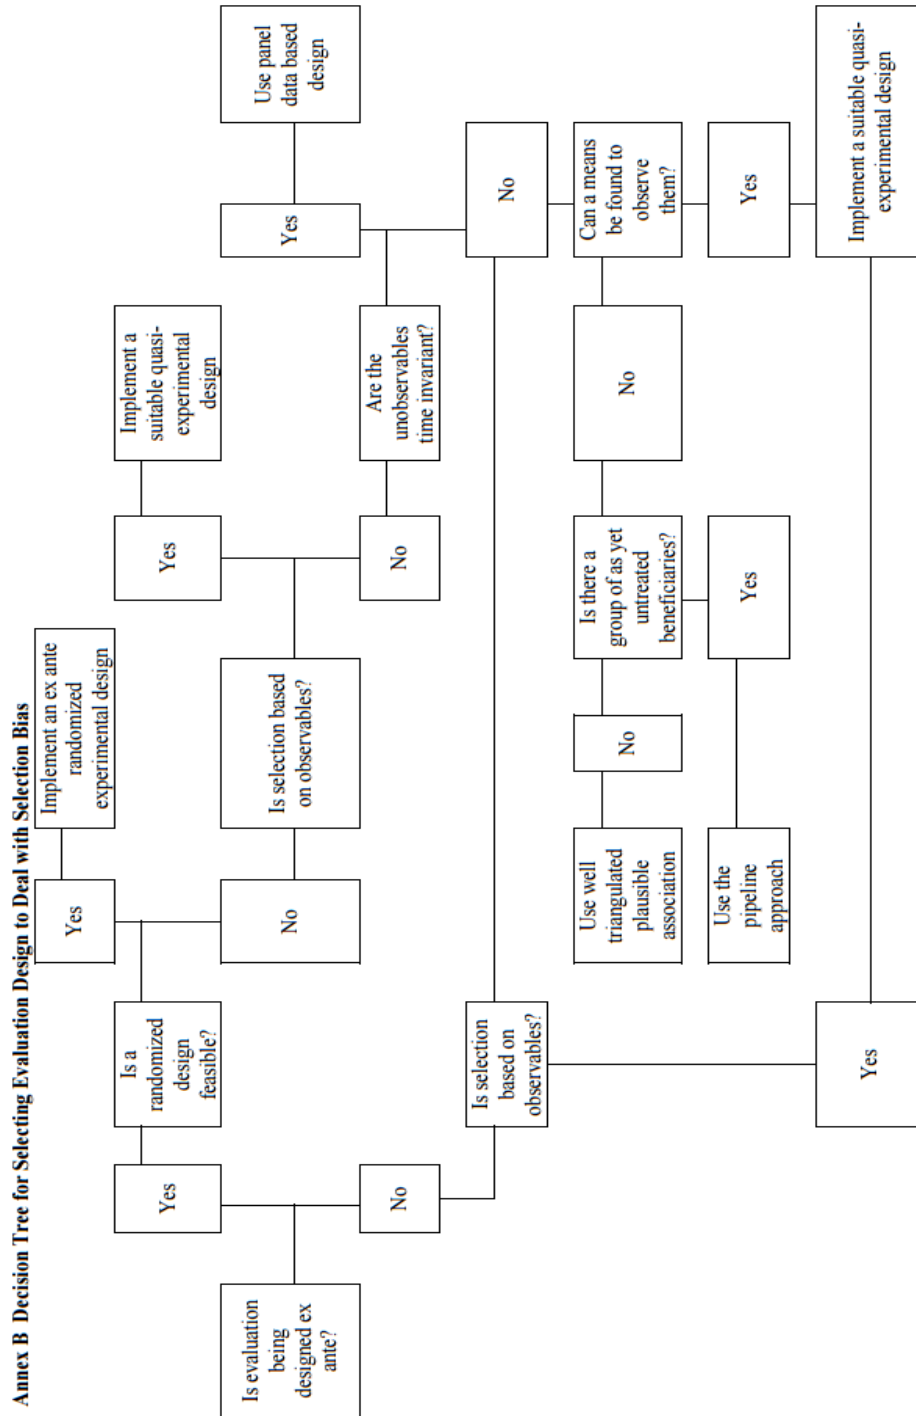 Annex B  Decision Tree for Selecting Evaluation Design to Deal with Selection Bias
Is evaluation
being
designed ex
ante?
Yes
No
Is a
randomized
design
feasible?
Yes
No
Implement an ex ante
randomized
experimental design
Is selection based
on observables?
Yes
No
Implement a
suitable quasi-
experimental
design
Are the
unobservables
time invariant?
Yes
Use panel
data based
design
No
Is selection
based on
observables?
Yes
Can a means
be found to
observe
them?
No
Yes
Is there a
group of as yet
untreated
beneficiaries?
No
Yes
Use well
triangulated
plausible
association
Use the
pipeline
approach
Implement a suitable quasi-
experimental design